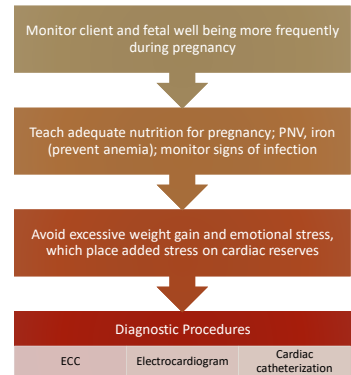 Monitor client and fetal well being more frequently
during pregnancy
Teach adequate nutrition for pregnancy; PNV, iron
(prevent anemia); monitor signs of infection
Avoid excessive weight gain and emotional stress,
which place added stress on cardiac reserves
Diagnostic Procedures
ECC
Electrocardiogram
Cardiac
catheterization